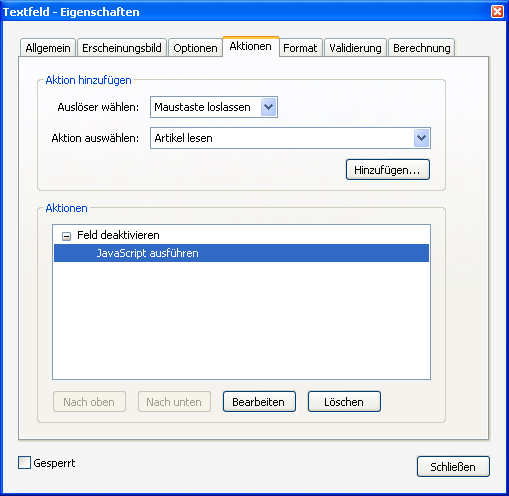 Textfeld - Eigenschaften
Allgemein Erscheinungsbild Optionen Aktionen Format Validierung Berechnung
Aktion hinzufügen
Auslöser wählen: Maustaste loslassen
Aktion auswählen: Artikel lesen
Hinzufügen...
Aktionen
Feld deaktivieren
JavaScript ausführen
Nach oben Nach unten Bearbeiten Löschen
Gesperrt
Schließen